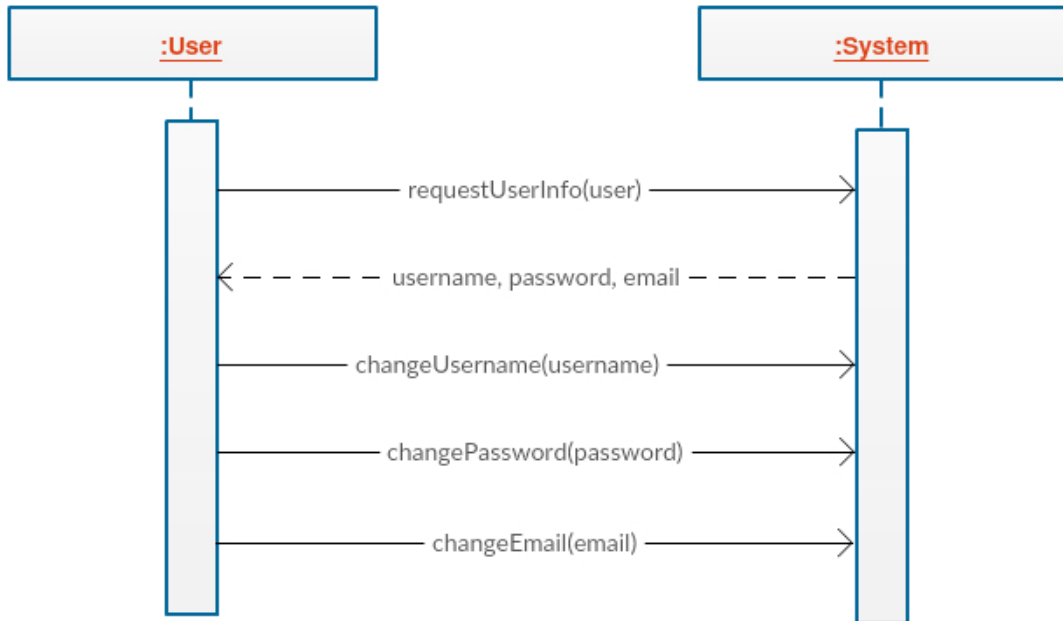 :User
:System
requestUserInfo(user)
username, password, email
changeUsername(username)
changePassword(password)
changeEmail(email)